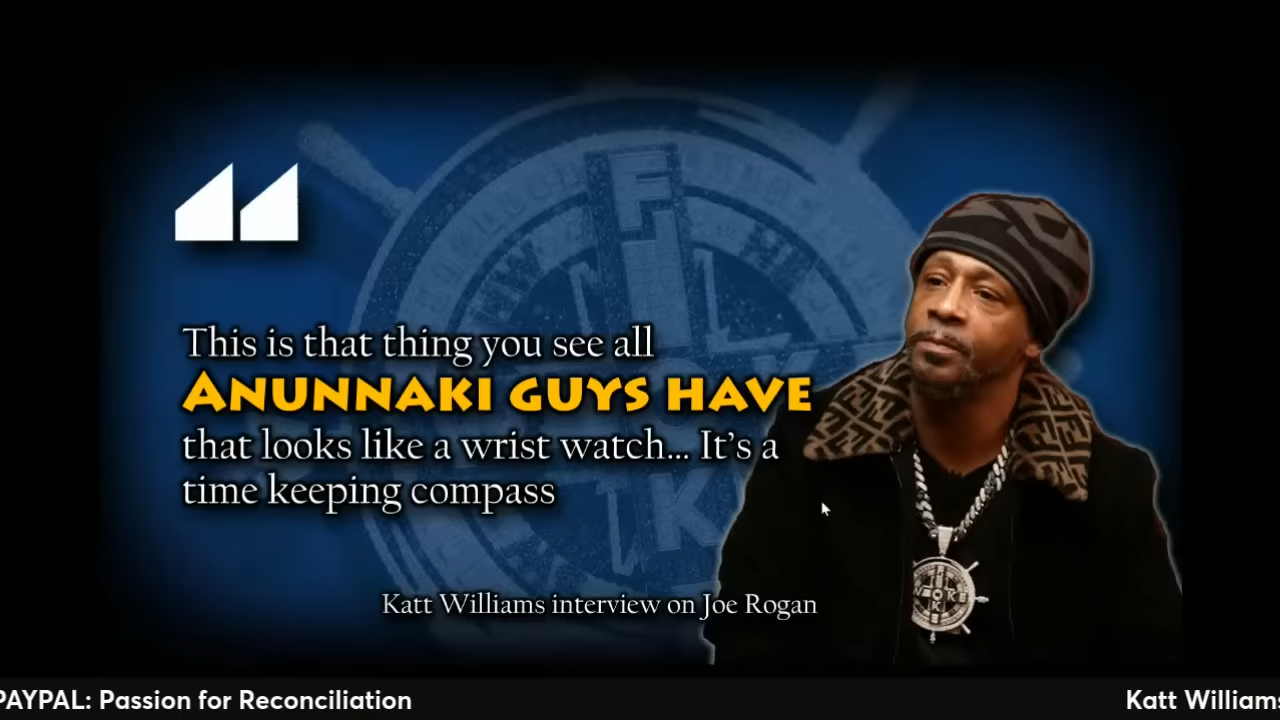 This is that thing you see all
ANUNNAKI GUYS HAVE
that looks like a wrist watch... It's a
time keeping compass
Katt Williams interview on Joe Rogan
PAYPAL: Passion for Reconciliation
Katt Williams